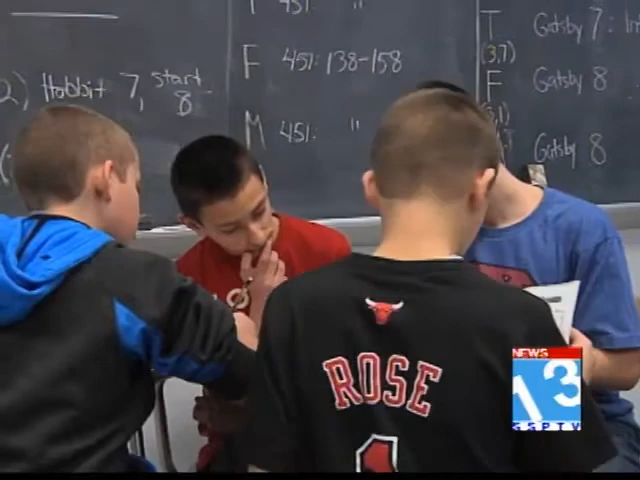 451: "
F 451: 138-158
M 451: "
2) Hobbit 7, start 8
T Gatsby 7:
(3,7)
F Gatsby 8
Gatsby 8
ROSE
1
NEWS
13
GSPTV